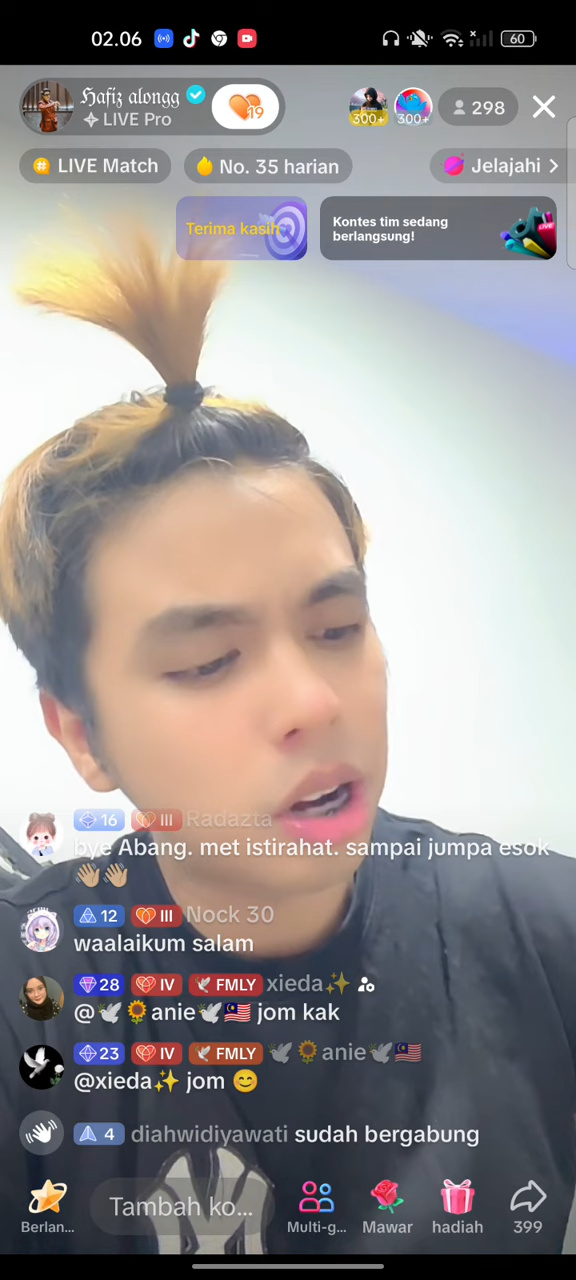 02.06
60
Hafiz alongg
LIVE Pro
19
300+
300+
298
LIVE Match
No. 35 harian
Jelajahi
Terima kasih
Kontes tim sedang
berlangsung!
LIVE
16 III Radazta
bye Abang. met istirahat. sampai jumpa esok
12 III Nock 30
waalaikum salam
28 IV FMLY xieda✨
@🕊️🌻anie🕊️🇲🇾 jom kak
23 IV FMLY 🕊️🌻anie🕊️🇲🇾
@xieda✨ jom 😊
4 diahwidiyawati sudah bergabung
Berlan...
Tambah ko...
Multi-g...
Mawar
hadiah
399